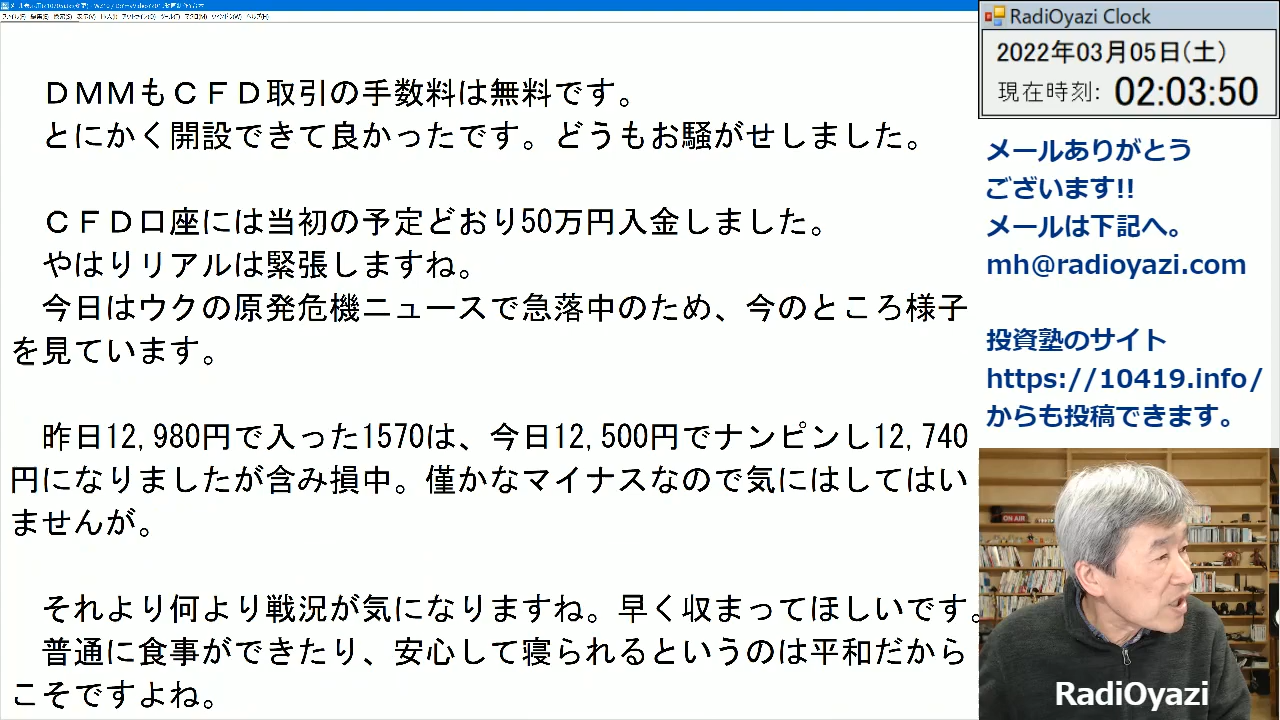 ＤＭＭもＣＦＤ取引の手数料は無料です。
とにかく開設できて良かったです。どうもお騒がせしました。
ＣＦＤ口座には当初の予定どおり50万円入金しました。
やはりリアルは緊張しますね。
今日はウクの原発危機ニュースで急落中のため、今のところ様子
を見ています。
昨日12,980円で入った1570は、今日12,500円でナンピンし12,740
円になりましたが含み損中。僅かなマイナスなので気にはしてはい
ませんが。
それより何より戦況が気になりますね。早く収まってほしいです。
普通に食事ができたり、安心して寝られるというのは平和だから
こそですよね。
RadiOyazi Clock
2022年03月05日(土)
現在時刻: 02:03:50
メールありがとう
ございます!!
メールは下記へ。
mh@radioyazi.com
投資塾のサイト
https://10419.info/
からも投稿できます。
ON AIR
RadiOyazi